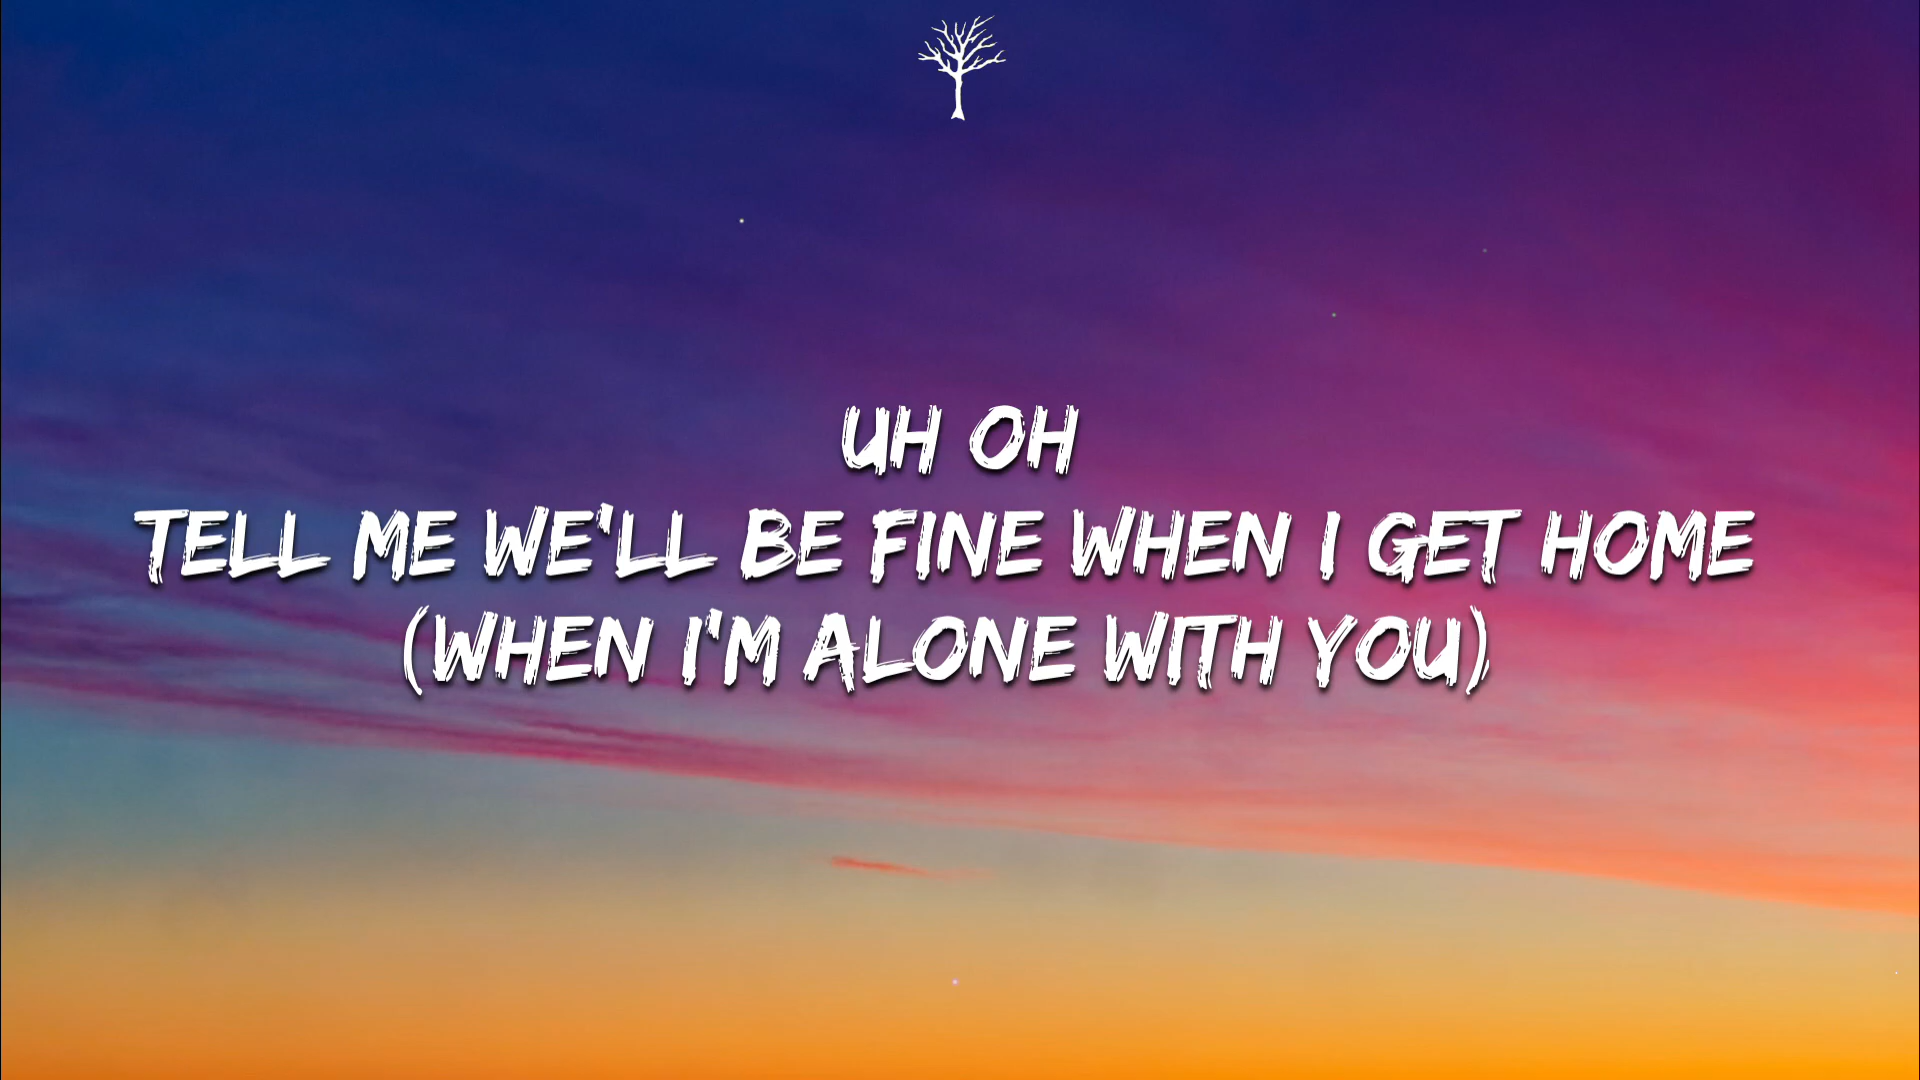 UH OH
TELL ME WE'LL BE FINE WHEN I GET HOME
(WHEN I'M ALONE WITH YOU)